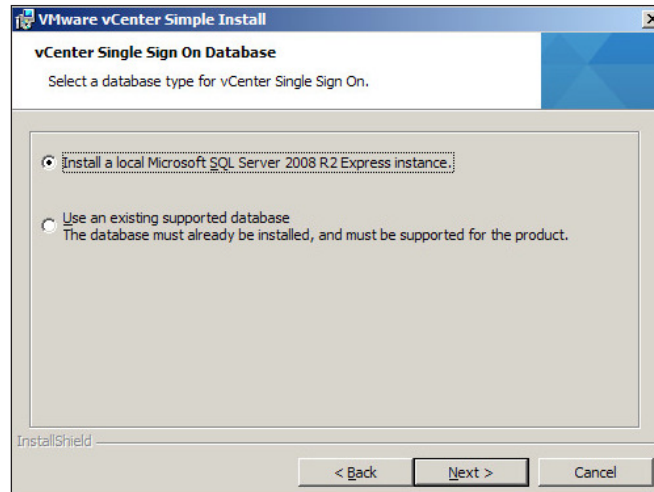 VMware vCenter Simple Install
vCenter Single Sign On Database
Select a database type for vCenter Single Sign On.
Install a local Microsoft SQL Server 2008 R2 Express instance.
Use an existing supported database
The database must already be installed, and must be supported for the product.
InstallShield
< Back
Next >
Cancel